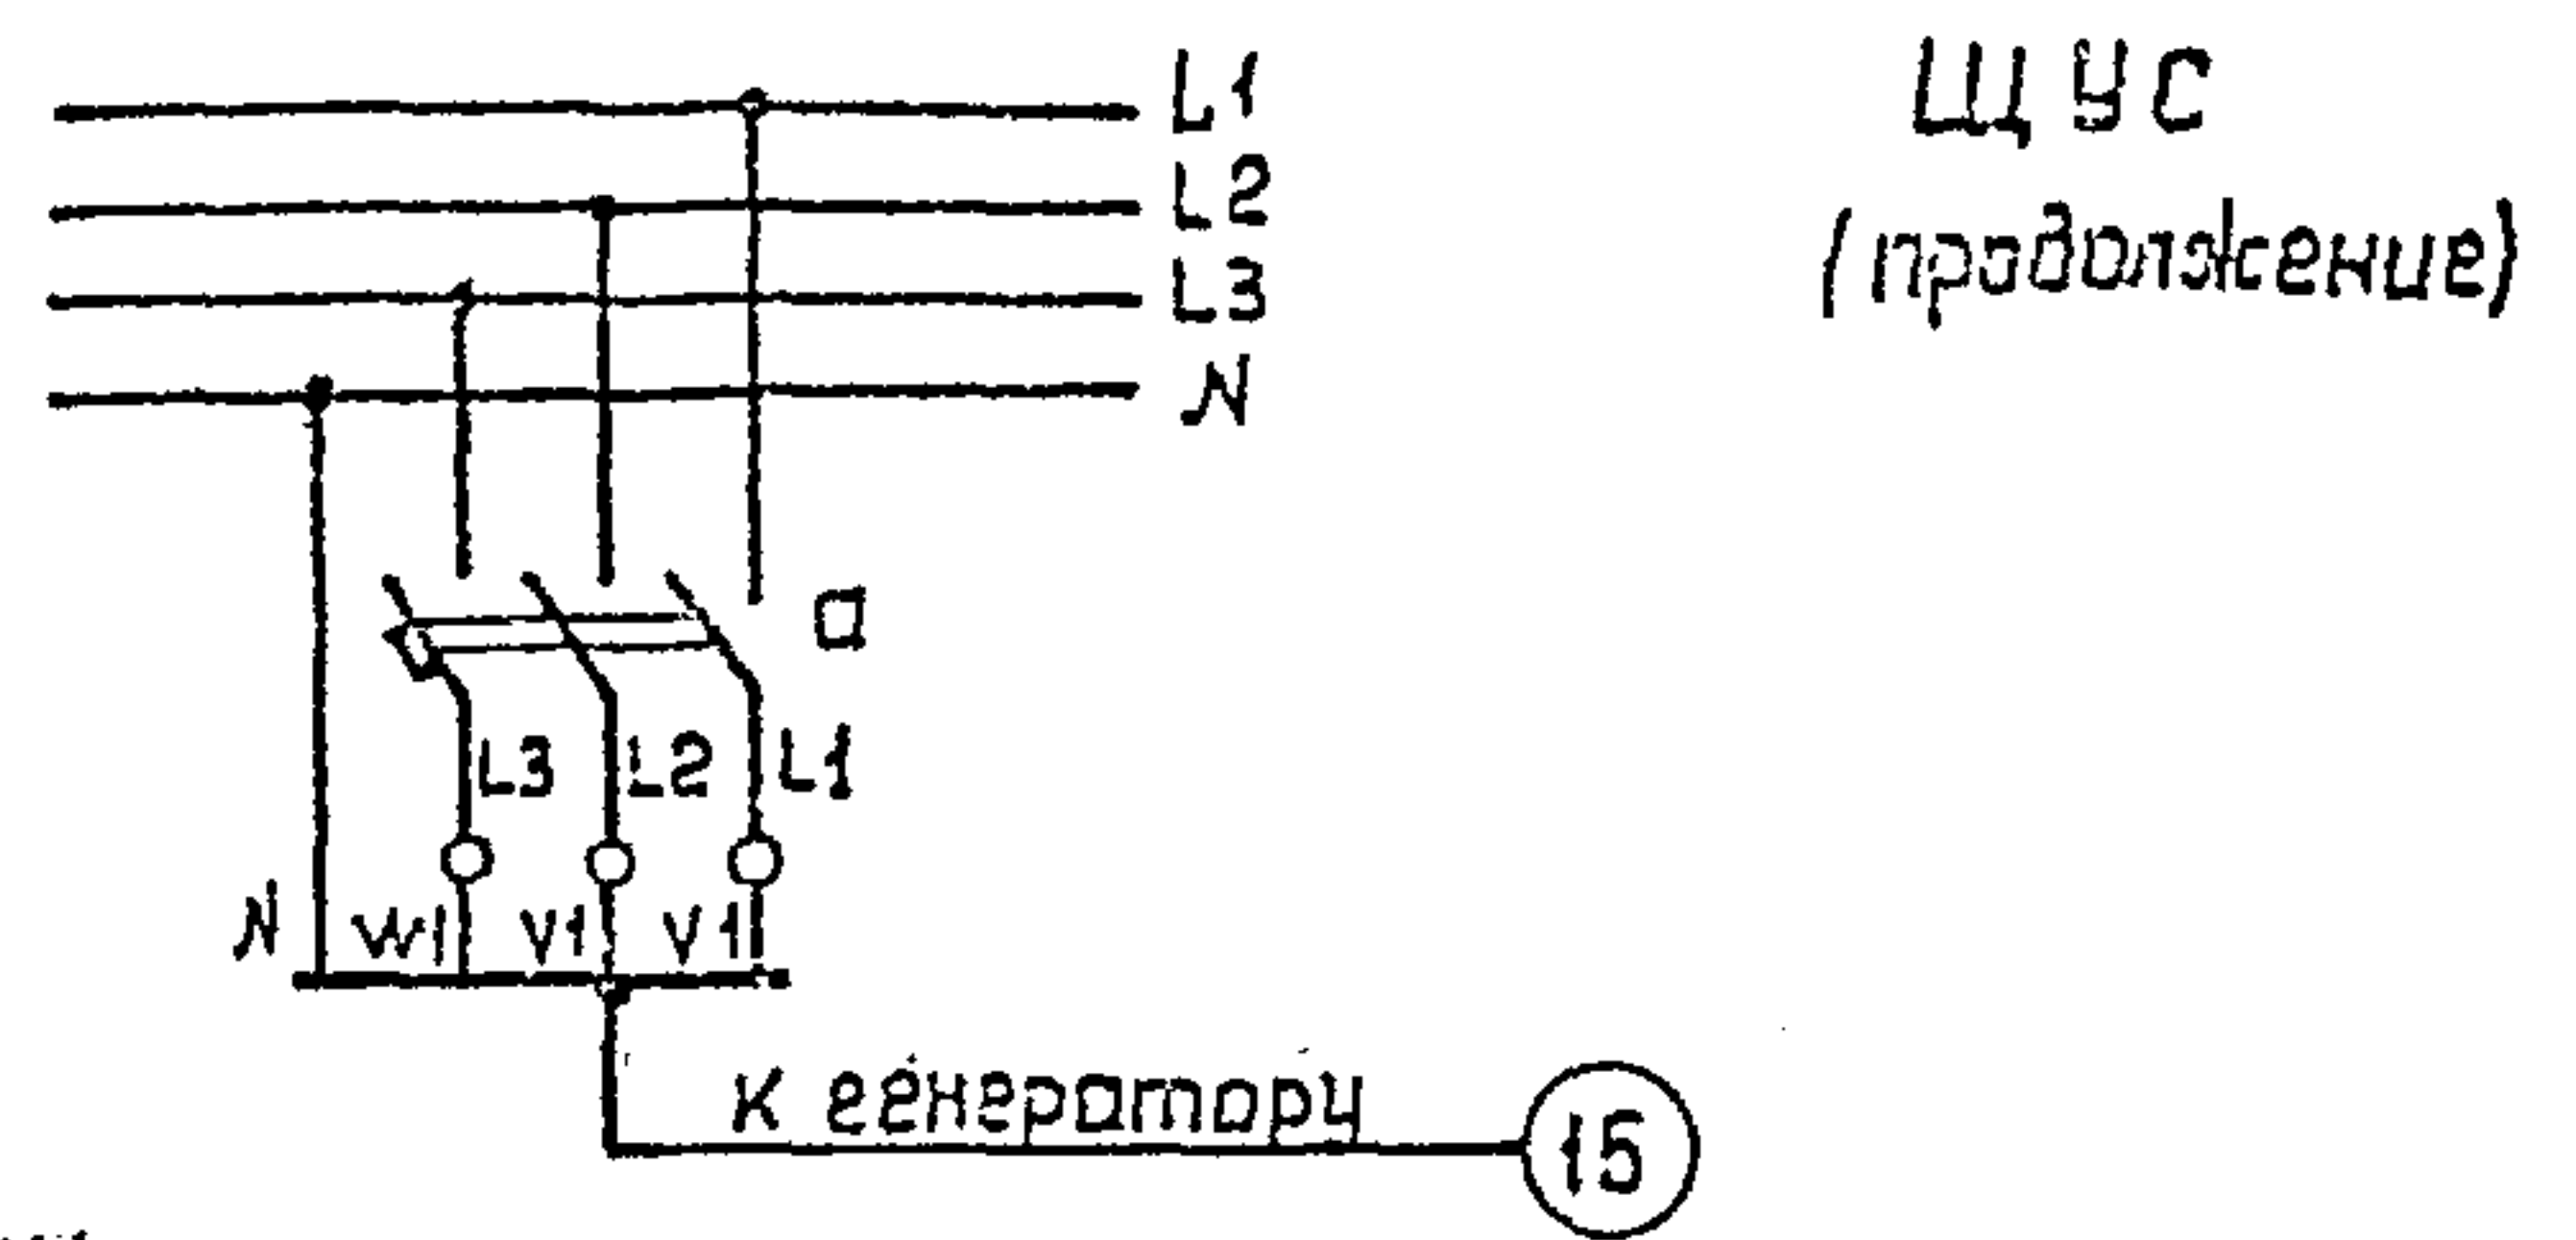 L1
ЩУС
L2
(продолжение)
L3
N
a
L3 L2 L1
N W1 V1 V1
К генератору
15